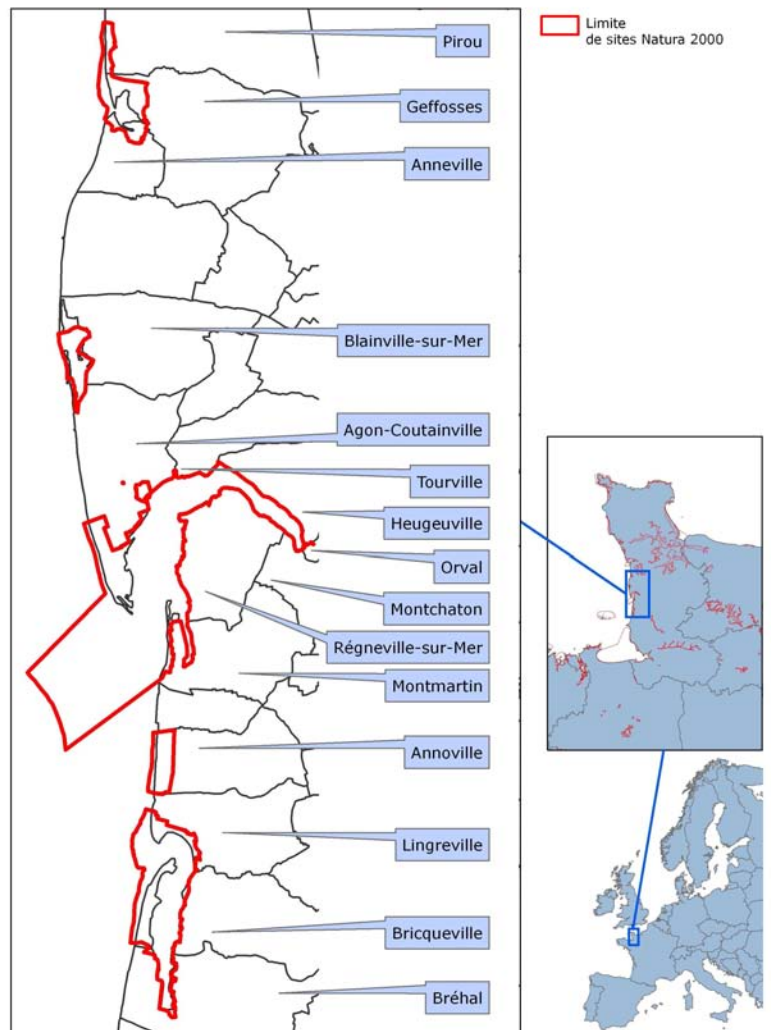 Limite
de sites Natura 2000
Pirou
Geffosses
Anneville
Blainville-sur-Mer
Agon-Coutainville
Tourville
Heugeuville
Orval
Montchaton
Régneville-sur-Mer
Montmartin
Annoville
Lingreville
Bricqueville
Bréhal